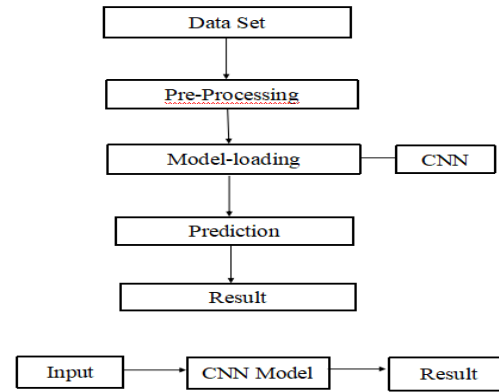 Data Set
Pre-Processing
Model-loading
CNN
Prediction
Result
Input
CNN Model
Result